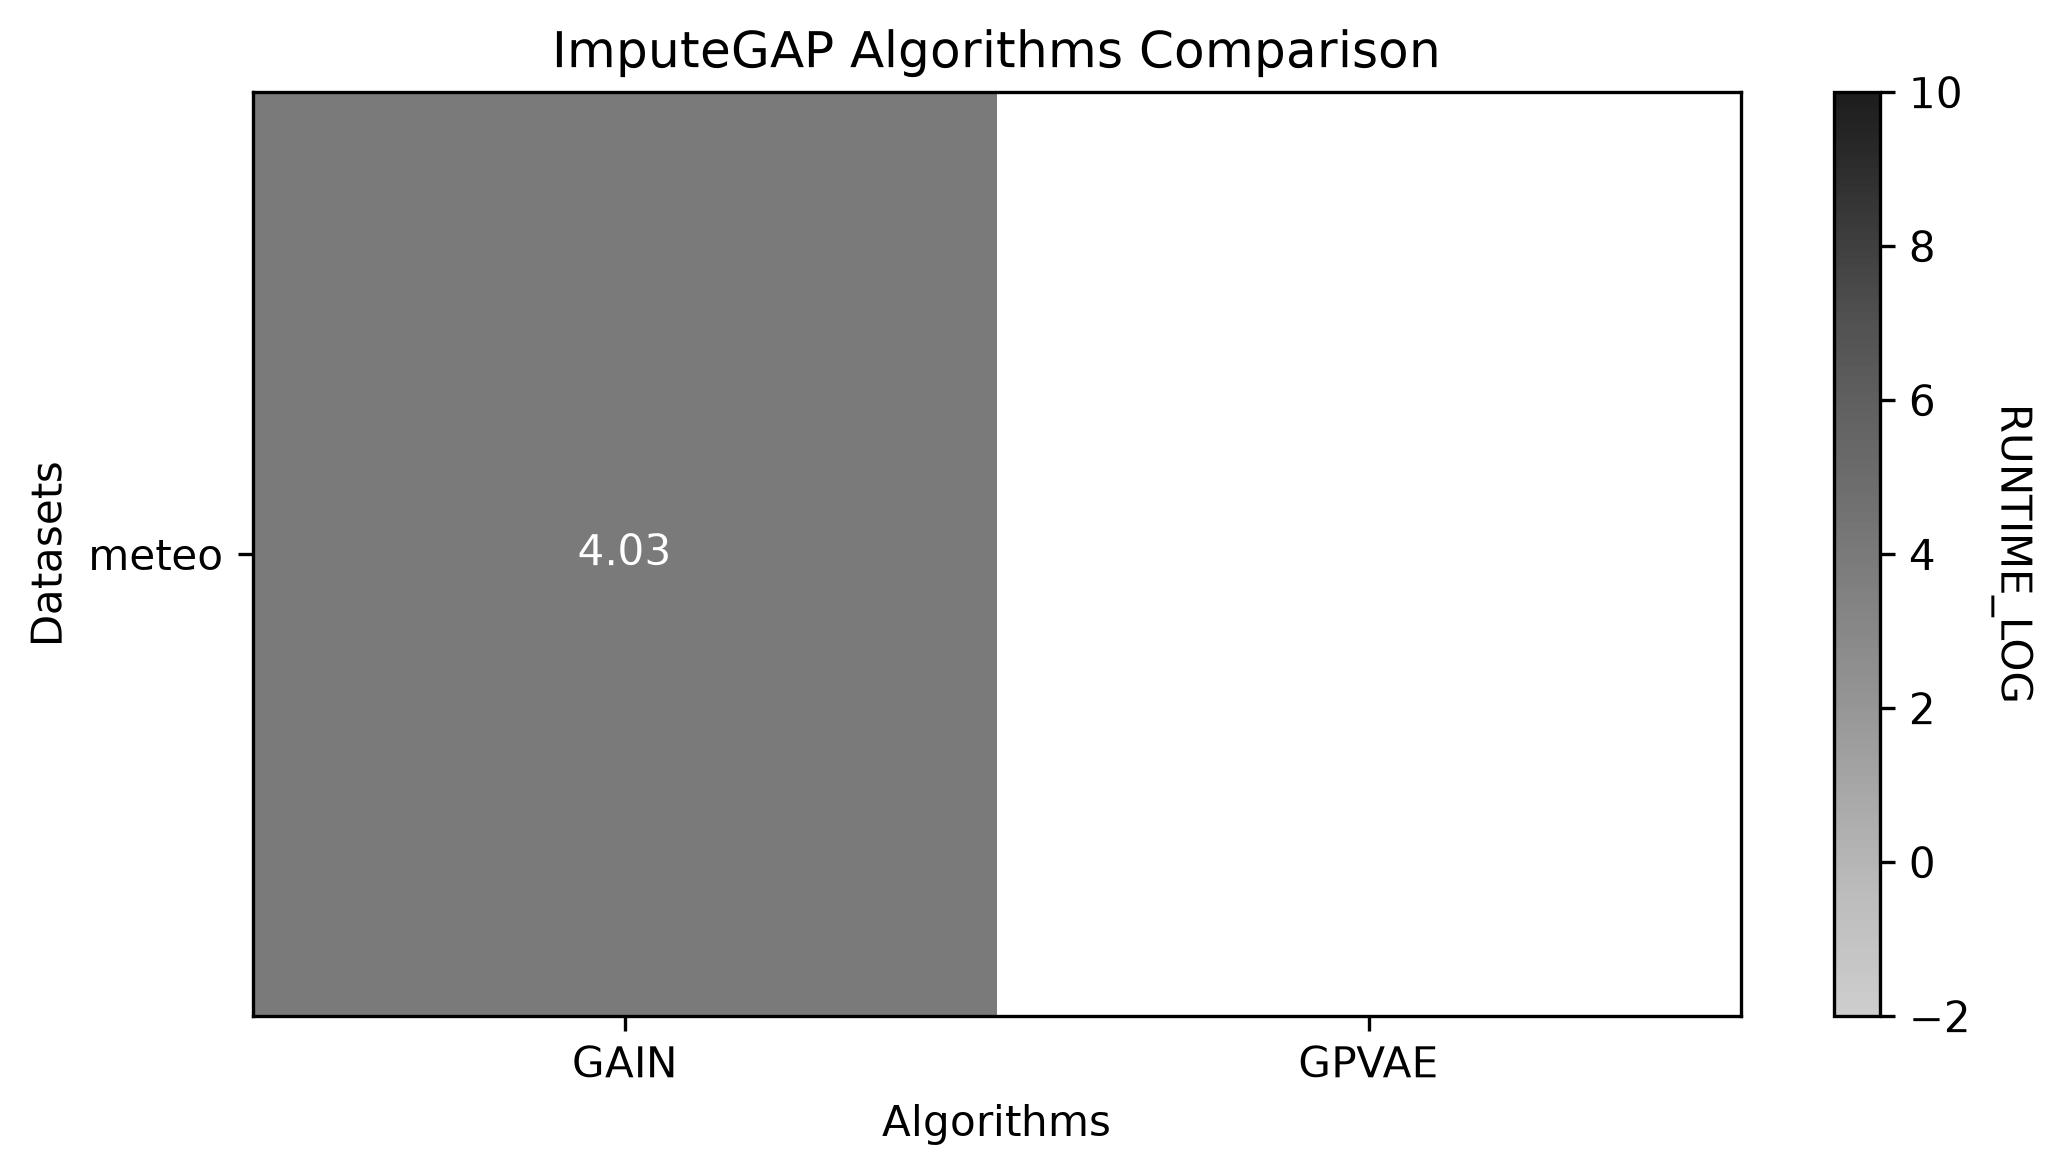 ImputeGAP Algorithms Comparison
Datasets
meteo
4.03
GAIN
GPVAE
Algorithms
10
8
6
4
2
0
−2
RUNTIME_LOG